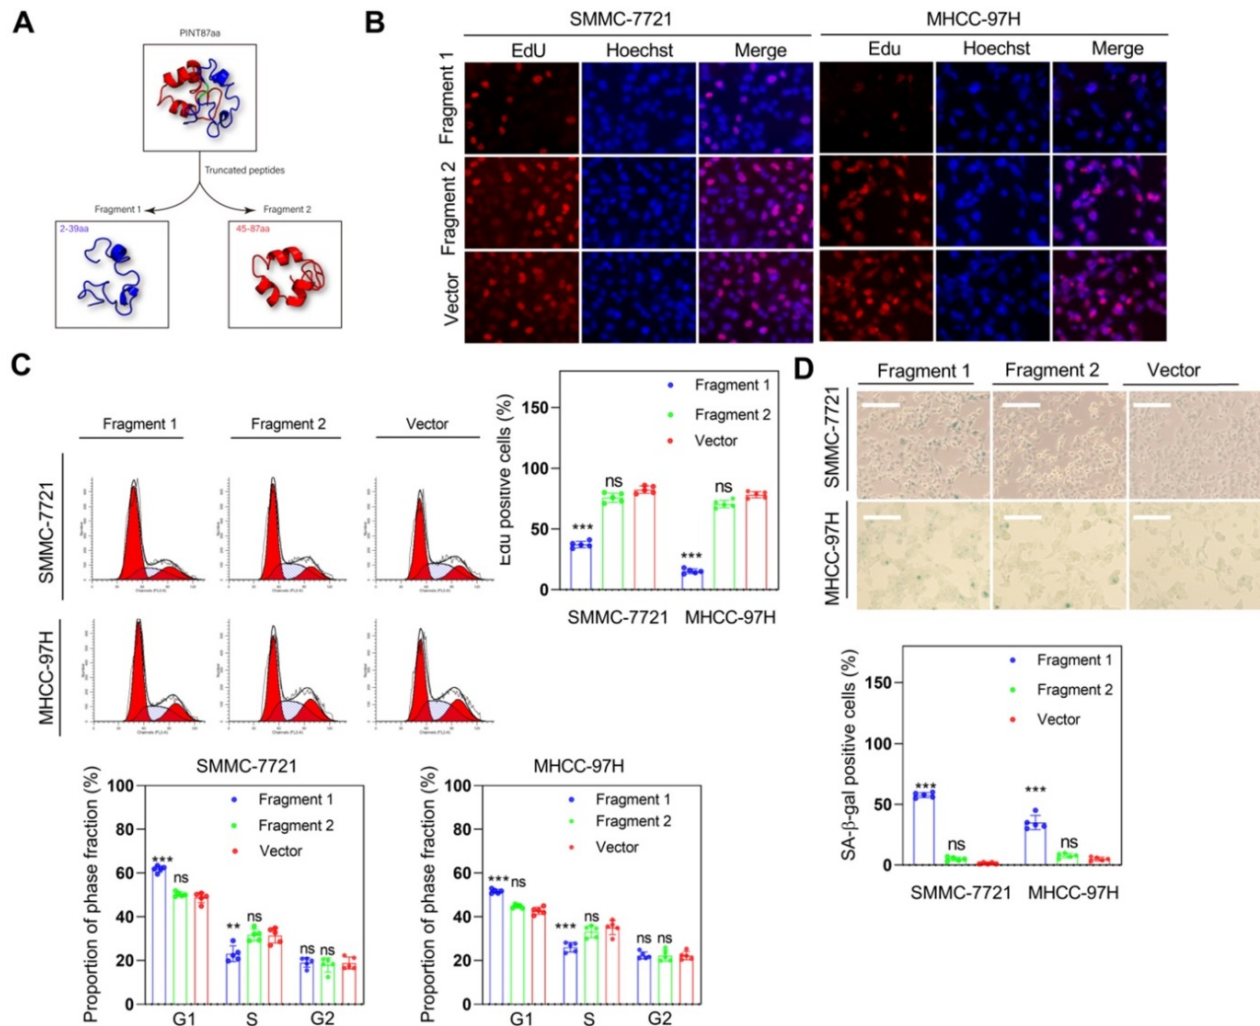 A
PINT87aa
Truncated peptides
Fragment 1
Fragment 2
2-39aa
45-87aa
B
SMMC-7721
MHCC-97H
EdU
Hoechst
Merge
Edu
Hoechst
Merge
Fragment 1
Fragment 2
Vector
C
Fragment 1
Fragment 2
Vector
SMMC-7721
MHCC-97H
Edu positive cells (%)
150
100
50
0
Fragment 1
Fragment 2
Vector
***
ns
***
ns
SMMC-7721
MHCC-97H
SMMC-7721
Proportion of phase fraction (%)
100
80
60
40
20
0
Fragment 1
Fragment 2
Vector
***
ns
**
ns
ns
ns
G1
S
G2
MHCC-97H
Proportion of phase fraction (%)
100
80
60
40
20
0
Fragment 1
Fragment 2
Vector
***
ns
***
ns
ns
ns
G1
S
G2
D
Fragment 1
Fragment 2
Vector
SMMC-7721
MHCC-97H
SA-β-gal positive cells (%)
150
100
50
0
Fragment 1
Fragment 2
Vector
***
ns
***
ns
SMMC-7721
MHCC-97H